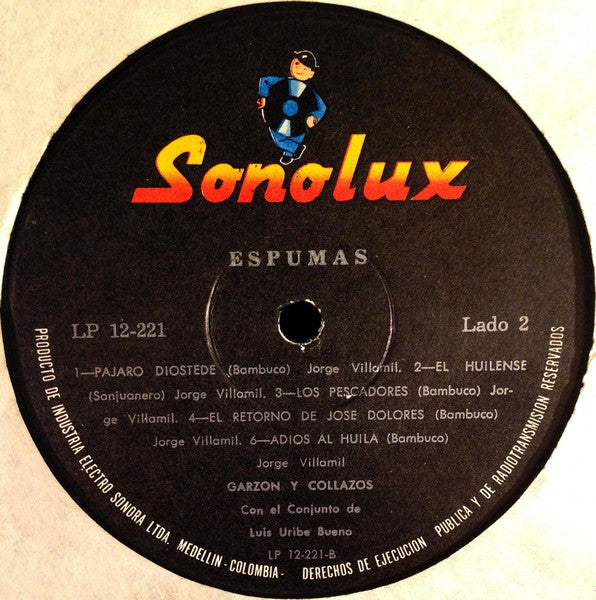 Sonolux
ESPUMAS
LP 12-221
Lado 2
1—PAJARO DIOSTEDE (Bambuco) Jorge Villamil. 2—EL HUILENSE
(Sanjuanero) Jorge Villamil. 3—LOS PESCADORES (Bambuco) Jor-
ge Villamil. 4—EL RETORNO DE JOSE DOLORES (Bambuco)
Jorge Villamil. 6—ADIOS AL HUILA (Bambuco)
Jorge Villamil
GARZON Y COLLAZOS
Con el Conjunto de
Luis Uribe Bueno
LP 12-221-B
PRODUCTO DE INDUSTRIA ELECTRO SONORA LTDA. MEDELLIN - COLOMBIA - DERECHOS DE EJECUCION PUBLICA Y DE RADIOTRANSMISION RESERVADOS